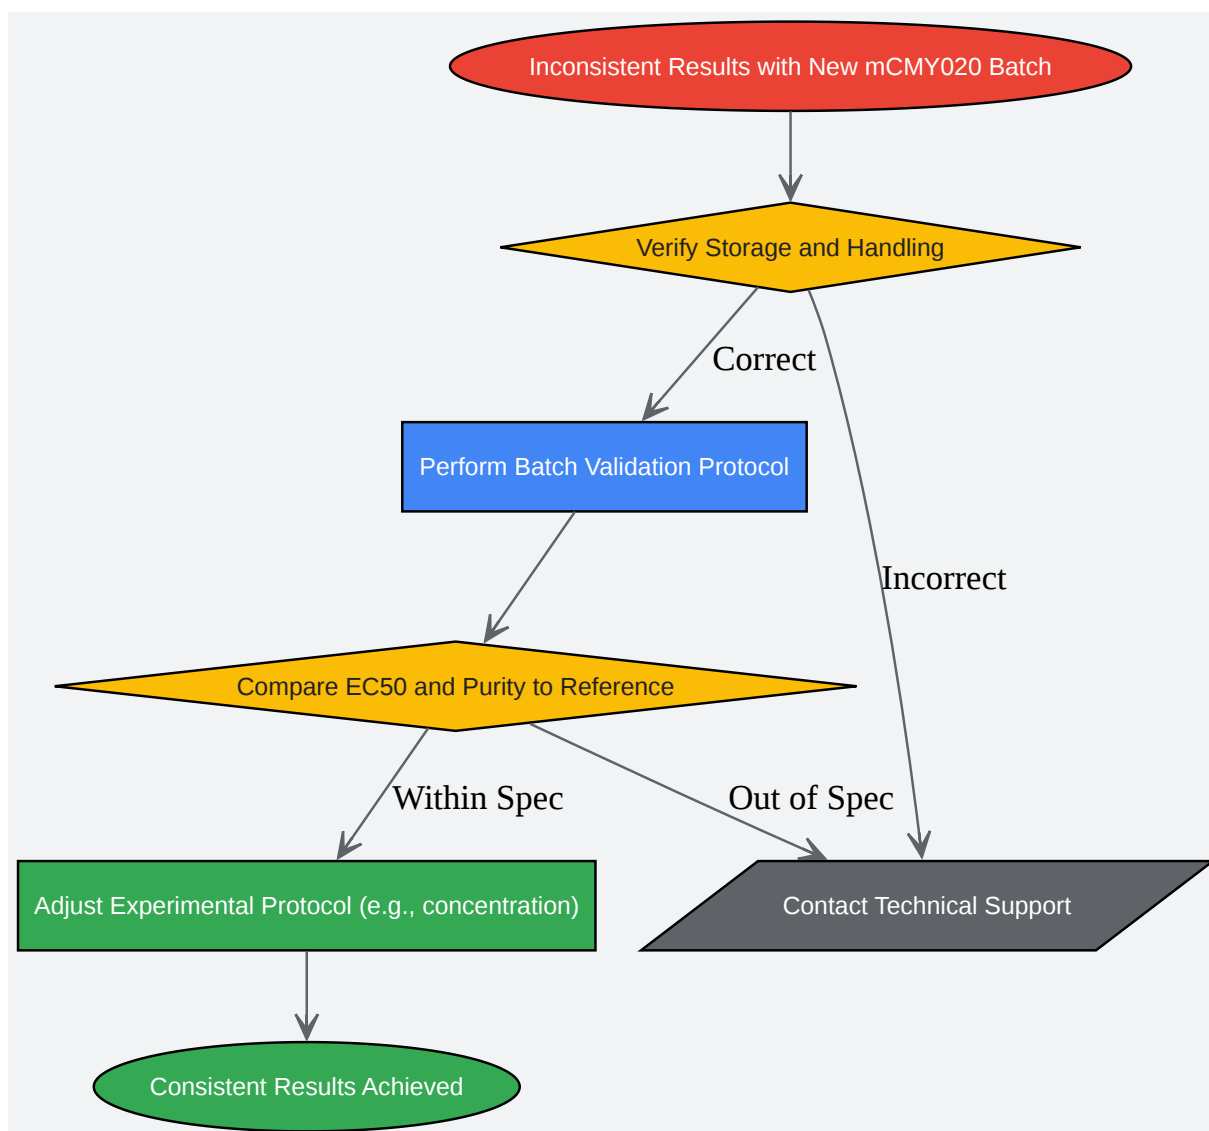 Inconsistent Results with New mCMY020 Batch
Verify Storage and Handling
Correct
Perform Batch Validation Protocol
Incorrect
Compare EC50 and Purity to Reference
Within Spec
Out of Spec
Adjust Experimental Protocol (e.g., concentration)
Contact Technical Support
Consistent Results Achieved